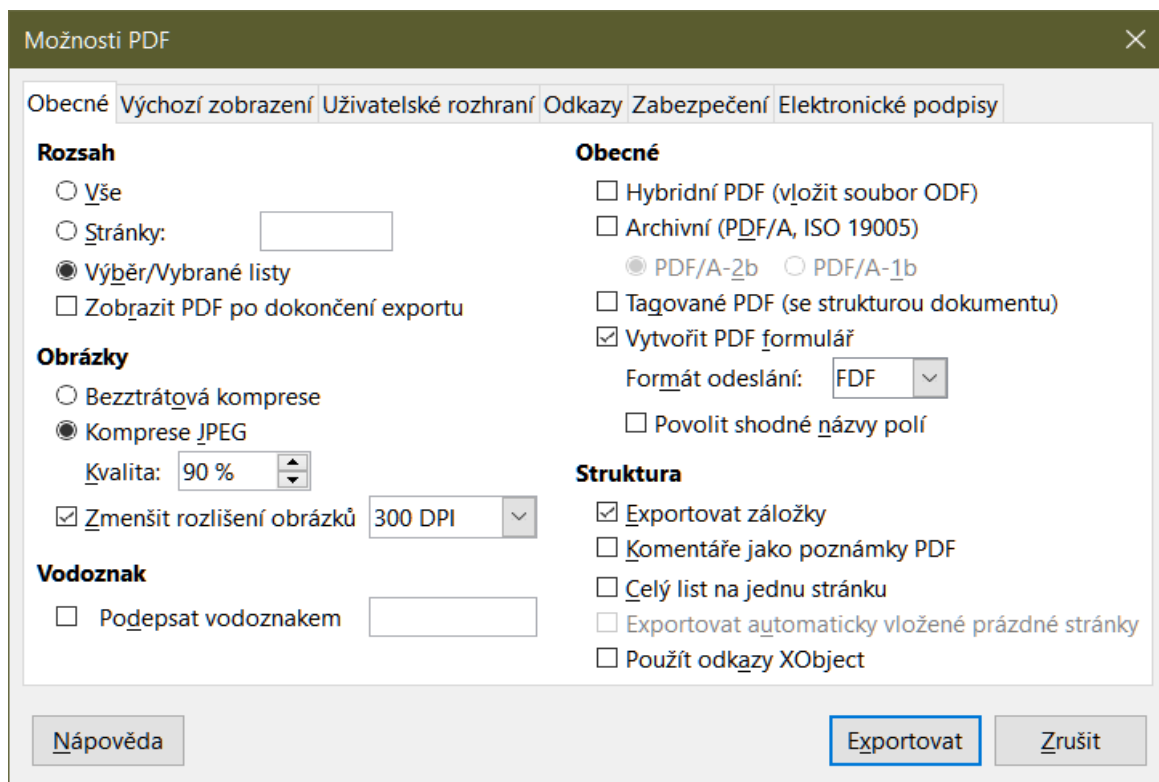 Možnosti PDF
Obecné Výchozí zobrazení Uživatelské rozhraní Odkazy Zabezpečení Elektronické podpisy
Rozsah
Vše
Stránky:
Výběr/Vybrané listy
Zobrazit PDF po dokončení exportu
Obrázky
Bezztrátová komprese
Komprese JPEG
Kvalita: 90 %
Zmenšit rozlišení obrázků 300 DPI
Vodoznak
Podepsat vodoznakem
Obecné
Hybridní PDF (vložit soubor ODF)
Archivní (PDF/A, ISO 19005)
PDF/A-2b PDF/A-1b
Tagované PDF (se strukturou dokumentu)
Vytvořit PDF formulář
Formát odeslání: FDF
Povolit shodné názvy polí
Struktura
Exportovat záložky
Komentáře jako poznámky PDF
Celý list na jednu stránku
Exportovat automaticky vložené prázdné stránky
Použít odkazy XObject
Nápověda Exportovat Zrušit